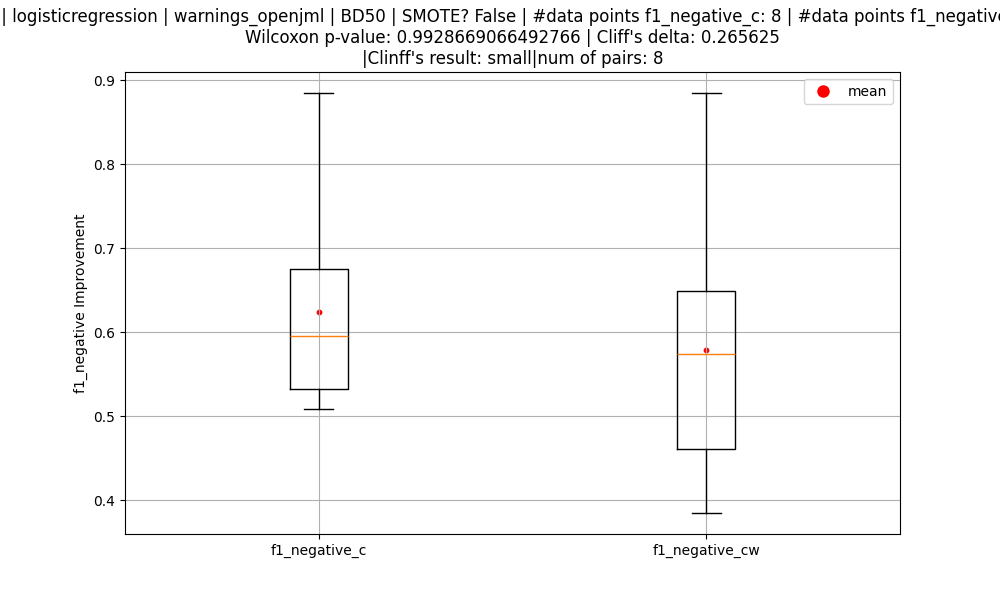 | logisticregression | warnings_openjml | BD50 | SMOTE? False | #data points f1_negative_c: 8 | #data points
Wilcoxon p-value: 0.9928669066492766 | Cliff's delta: 0.265625
|Clinff's result: small|num of pairs: 8
0.9
mean
0.8
0.7
0.6
0.5
0.4
f1_negative Improvement
f1_negative_c
f1_negative_cw